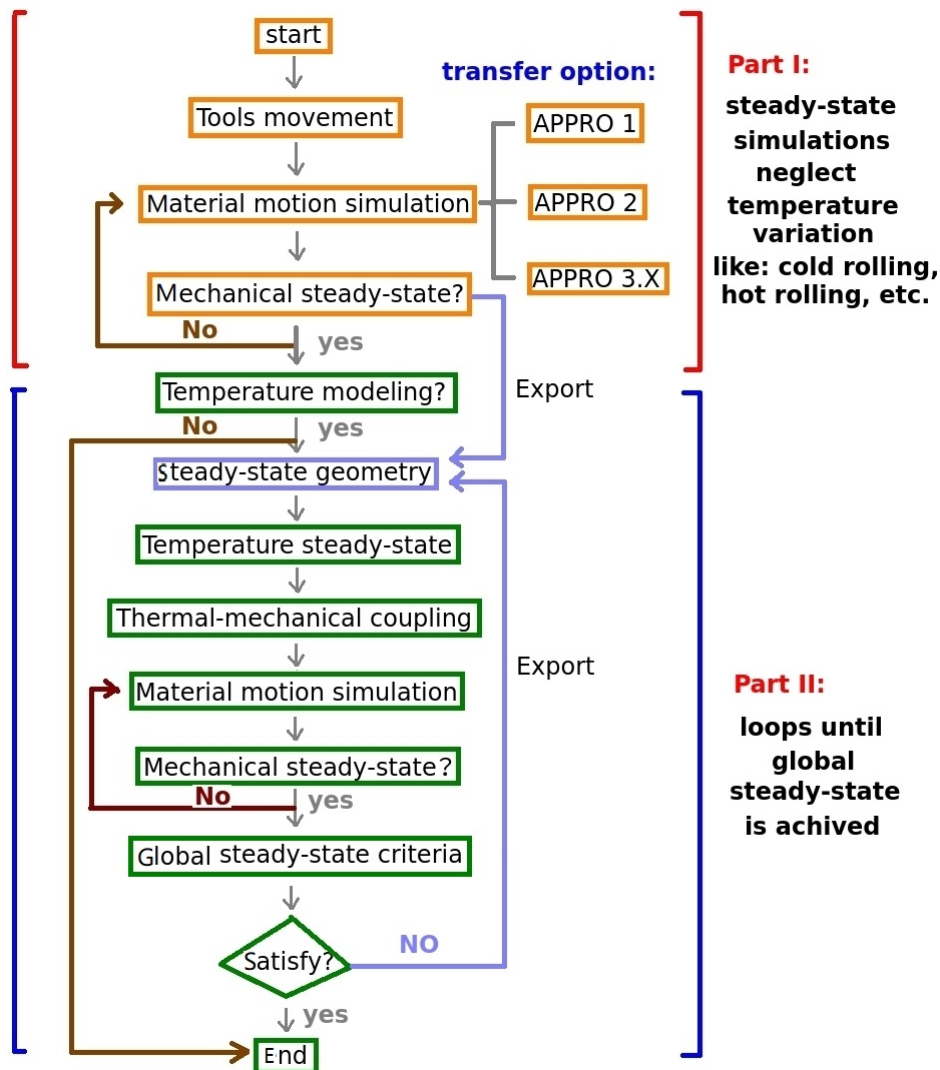 start
transfer option:
Part I:
steady-state
simulations
neglect
temperature
variation
like: cold rolling,
hot rolling, etc.
Tools movement
APPRO 1
Material motion simulation
APPRO 2
Mechanical steady-state?
APPRO 3.X
No
yes
Temperature modeling?
Export
No
yes
Steady-state geometry
Temperature steady-state
Thermal-mechanical coupling
Export
Material motion simulation
Part II:
loops until
global
steady-state
is achived
Mechanical steady-state?
No
yes
Global steady-state criteria
Satisfy?
NO
yes
End